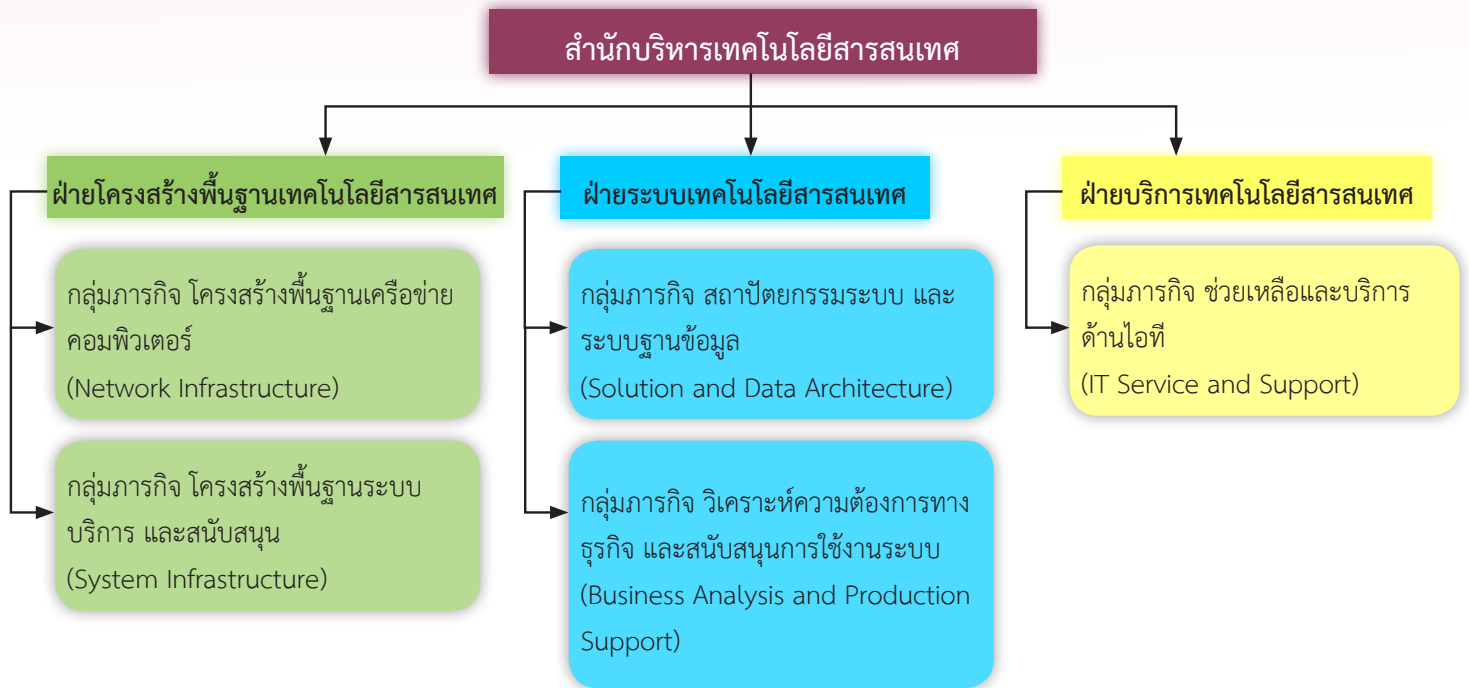 สำนักบริหารเทคโนโลยีสารสนเทศ
ฝ่ายโครงสร้างพื้นฐานเทคโนโลยีสารสนเทศ
กลุ่มภารกิจ โครงสร้างพื้นฐานเครือข่าย
คอมพิวเตอร์
(Network Infrastructure)
กลุ่มภารกิจ โครงสร้างพื้นฐานระบบ
บริการ และสนับสนุน
(System Infrastructure)
ฝ่ายระบบเทคโนโลยีสารสนเทศ
กลุ่มภารกิจ สถาปัตยกรรมระบบ และ
ระบบฐานข้อมูล
(Solution and Data Architecture)
กลุ่มภารกิจ วิเคราะห์ความต้องการทาง
ธุรกิจ และสนับสนุนการใช้งานระบบ
(Business Analysis and Production
Support)
ฝ่ายบริการเทคโนโลยีสารสนเทศ
กลุ่มภารกิจ ช่วยเหลือและบริการ
ด้านไอที
(IT Service and Support)